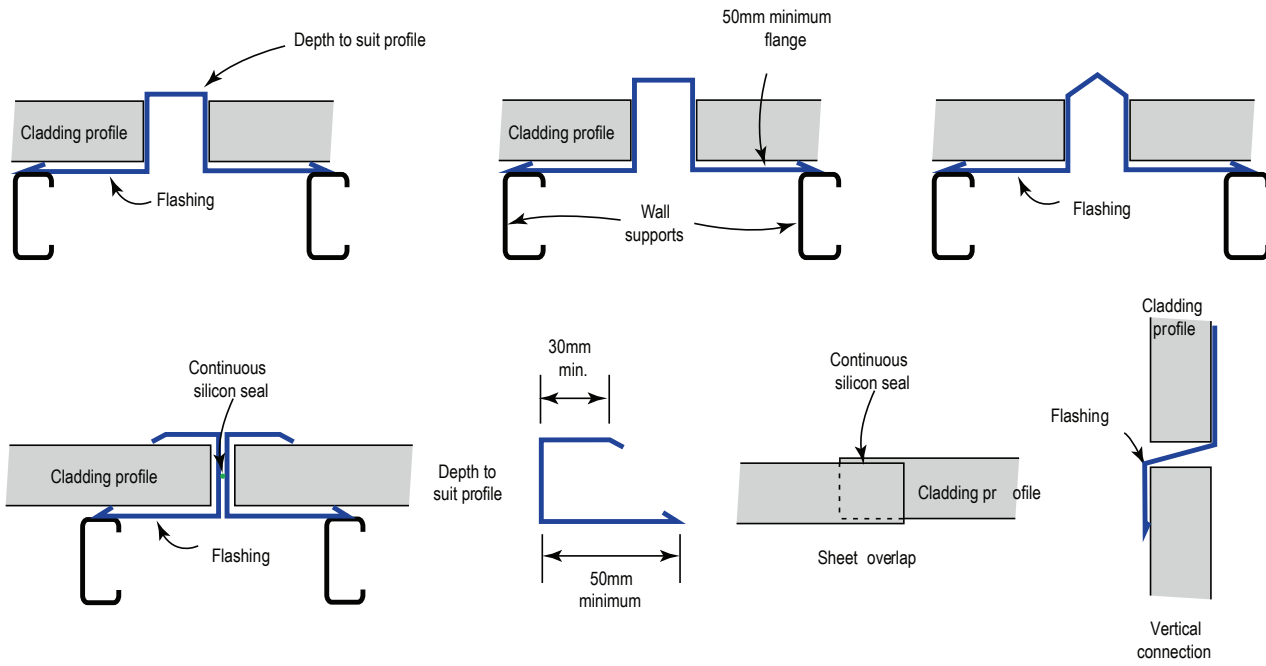 Depth to suit profile
Cladding profile
Flashing
50mm minimum
flange
Cladding profile
Wall
supports
Flashing
Continuous
silicon seal
Cladding profile
Flashing
30mm
min.
Depth to
suit profile
50mm
minimum
Continuous
silicon seal
Cladding pr ofile
Sheet overlap
Cladding
profile
Flashing
Vertical
connection